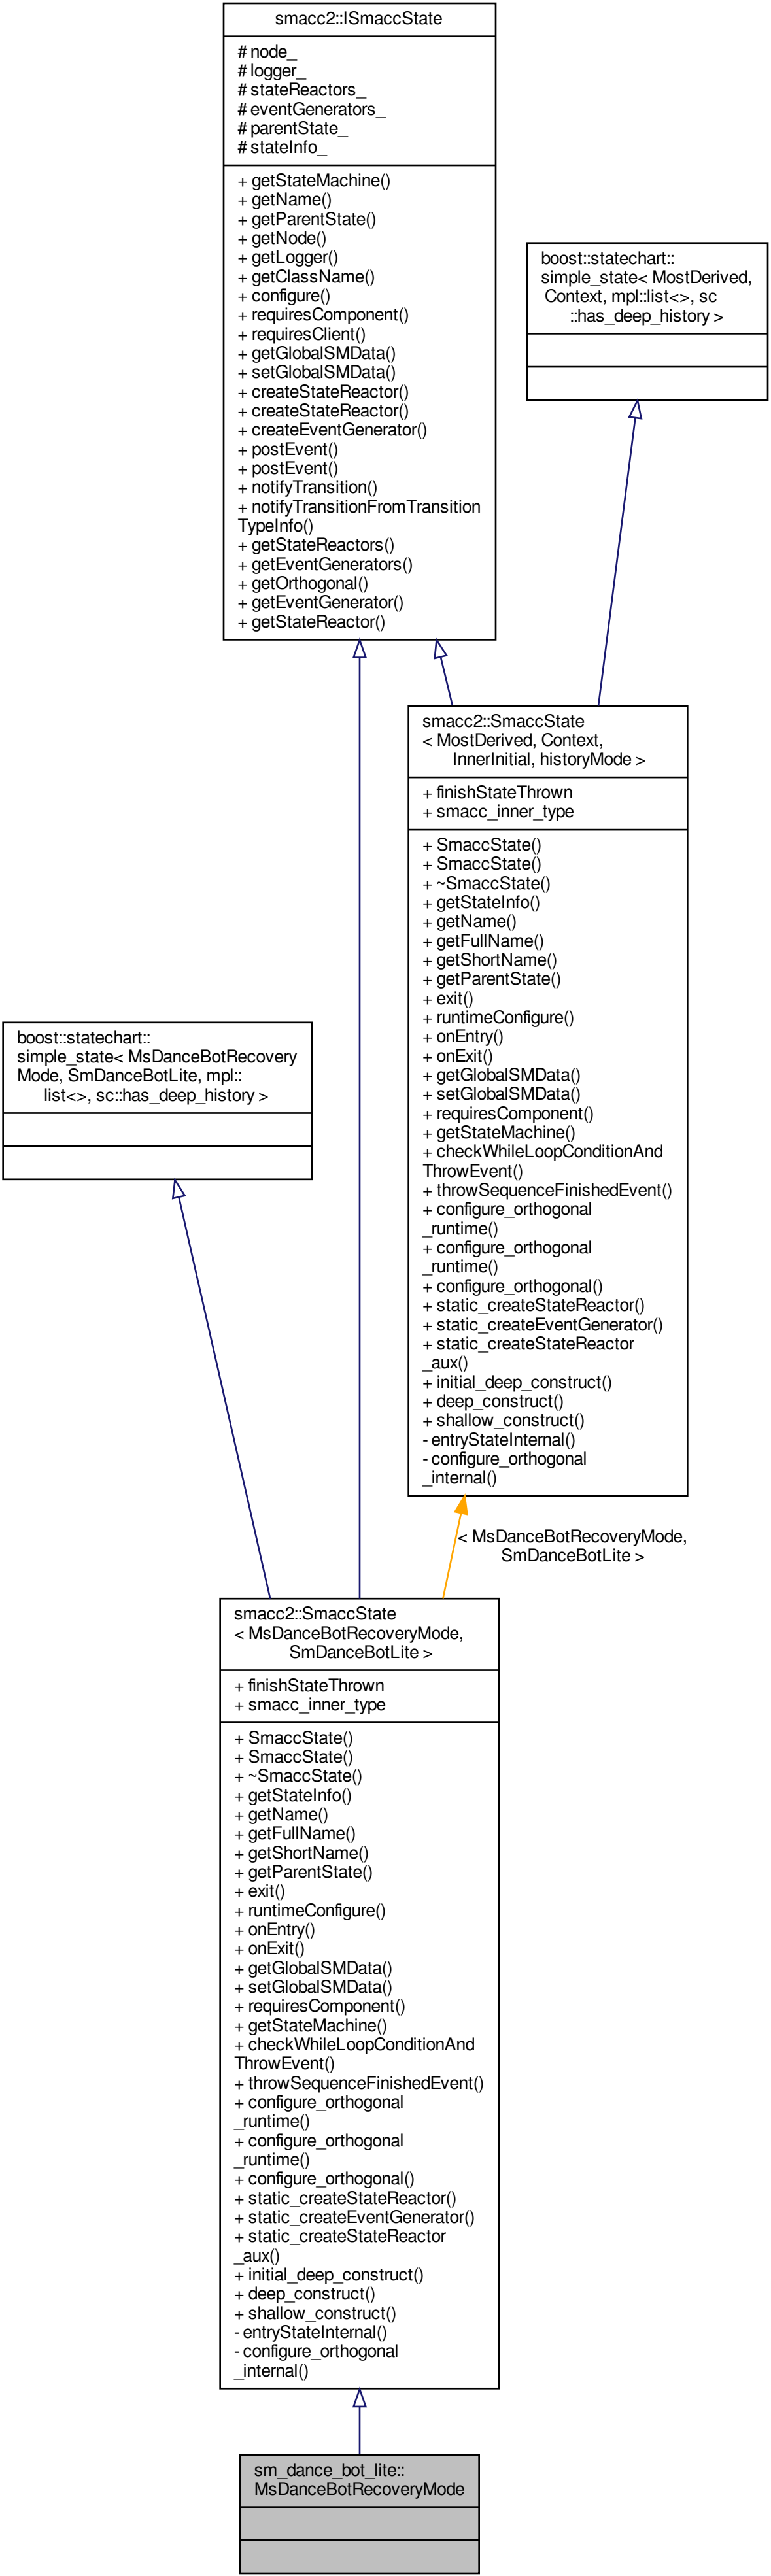 smacc2::ISmaccState
# node_
# logger_
# stateReactors_
# eventGenerators_
# parentState_
# stateInfo_
+ getStateMachine()
+ getName()
+ getParentState()
+ getNode()
+ getLogger()
+ getClassName()
+ configure()
+ requiresComponent()
+ requiresClient()
+ getGlobalSMData()
+ setGlobalSMData()
+ createStateReactor()
+ createStateReactor()
+ createEventGenerator()
+ postEvent()
+ postEvent()
+ notifyTransition()
+ notifyTransitionFromTransition
TypeInfo()
+ getStateReactors()
+ getEventGenerators()
+ getOrthogonal()
+ getEventGenerator()
+ getStateReactor()
boost::statechart::
simple_state< MostDerived,
Context, mpl::list<>, sc
::has_deep_history >
smacc2::SmaccState
< MostDerived, Context,
InnerInitial, historyMode >
+ finishStateThrown
+ smacc_inner_type
+ SmaccState()
+ SmaccState()
+ ~SmaccState()
+ getStateInfo()
+ getName()
+ getFullName()
+ getShortName()
+ getParentState()
+ exit()
+ runtimeConfigure()
+ onEntry()
+ onExit()
+ getGlobalSMData()
+ setGlobalSMData()
+ requiresComponent()
+ getStateMachine()
+ checkWhileLoopConditionAnd
ThrowEvent()
+ throwSequenceFinishedEvent()
+ configure_orthogonal
_runtime()
+ configure_orthogonal
_runtime()
+ configure_orthogonal()
+ static_createStateReactor()
+ static_createEventGenerator()
+ static_createStateReactor
_aux()
+ initial_deep_construct()
+ deep_construct()
+ shallow_construct()
- entryStateInternal()
- configure_orthogonal
_internal()
boost::statechart::
simple_state< MsDanceBotRecovery
Mode, SmDanceBotLite, mpl::
list<>, sc::has_deep_history >
< MsDanceBotRecoveryMode,
SmDanceBotLite >
smacc2::SmaccState
< MsDanceBotRecoveryMode,
SmDanceBotLite >
+ finishStateThrown
+ smacc_inner_type
+ SmaccState()
+ SmaccState()
+ ~SmaccState()
+ getStateInfo()
+ getName()
+ getFullName()
+ getShortName()
+ getParentState()
+ exit()
+ runtimeConfigure()
+ onEntry()
+ onExit()
+ getGlobalSMData()
+ setGlobalSMData()
+ requiresComponent()
+ getStateMachine()
+ checkWhileLoopConditionAnd
ThrowEvent()
+ throwSequenceFinishedEvent()
+ configure_orthogonal
_runtime()
+ configure_orthogonal
_runtime()
+ configure_orthogonal()
+ static_createStateReactor()
+ static_createEventGenerator()
+ static_createStateReactor
_aux()
+ initial_deep_construct()
+ deep_construct()
+ shallow_construct()
- entryStateInternal()
- configure_orthogonal
_internal()
sm_dance_bot_lite::
MsDanceBotRecoveryMode